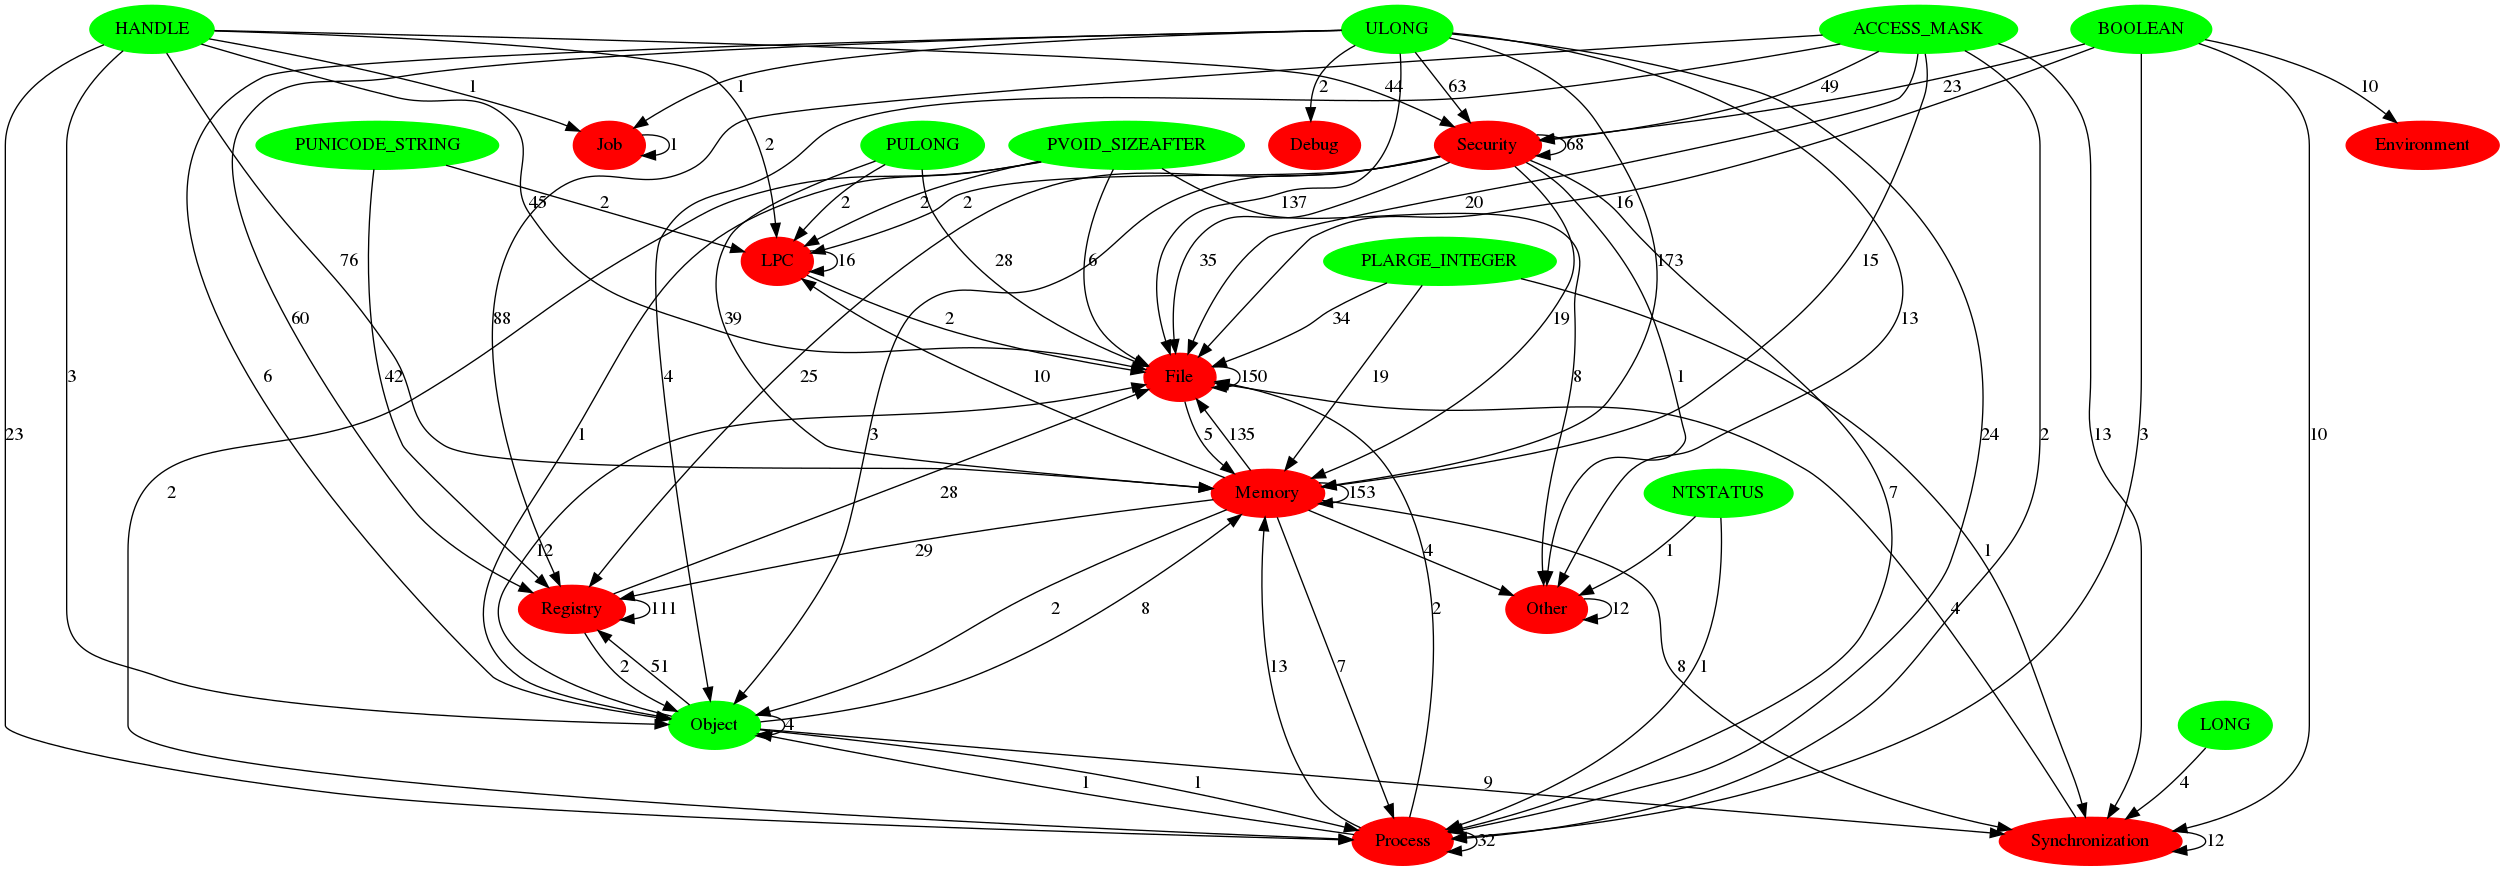 HANDLE ULONG ACCESS_MASK BOOLEAN
1 1 1 2 44 63 49 23 10
PUNICODE_STRING Job 1 PULONG PVOID_SIZEAFTER Debug Security 68 Environment
2 45 2 2 2 2 137 20 16
LPC 16 PLARGE_INTEGER
76 28 6 35 173 15
60 88 39 2 34 19 13
42 4 25 10 File 150 19 8 1
3 23 6 1 3 5 135 24 2 13 3 10
2 12 28 Memory 153 7 NTSTATUS
29 4 1 1
Registry 111 2 8 Other 12 4
2 51 13 7 2 8 1
Object 4 LONG
1 1 9 4
Process 32 Synchronization 12